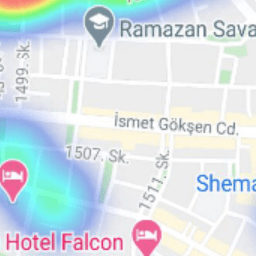 Ramazan Sava
1499. Sk.
İsmet Gökşen Cd.
1507. Sk.
1511. Sk.
Shema
Hotel Falcon